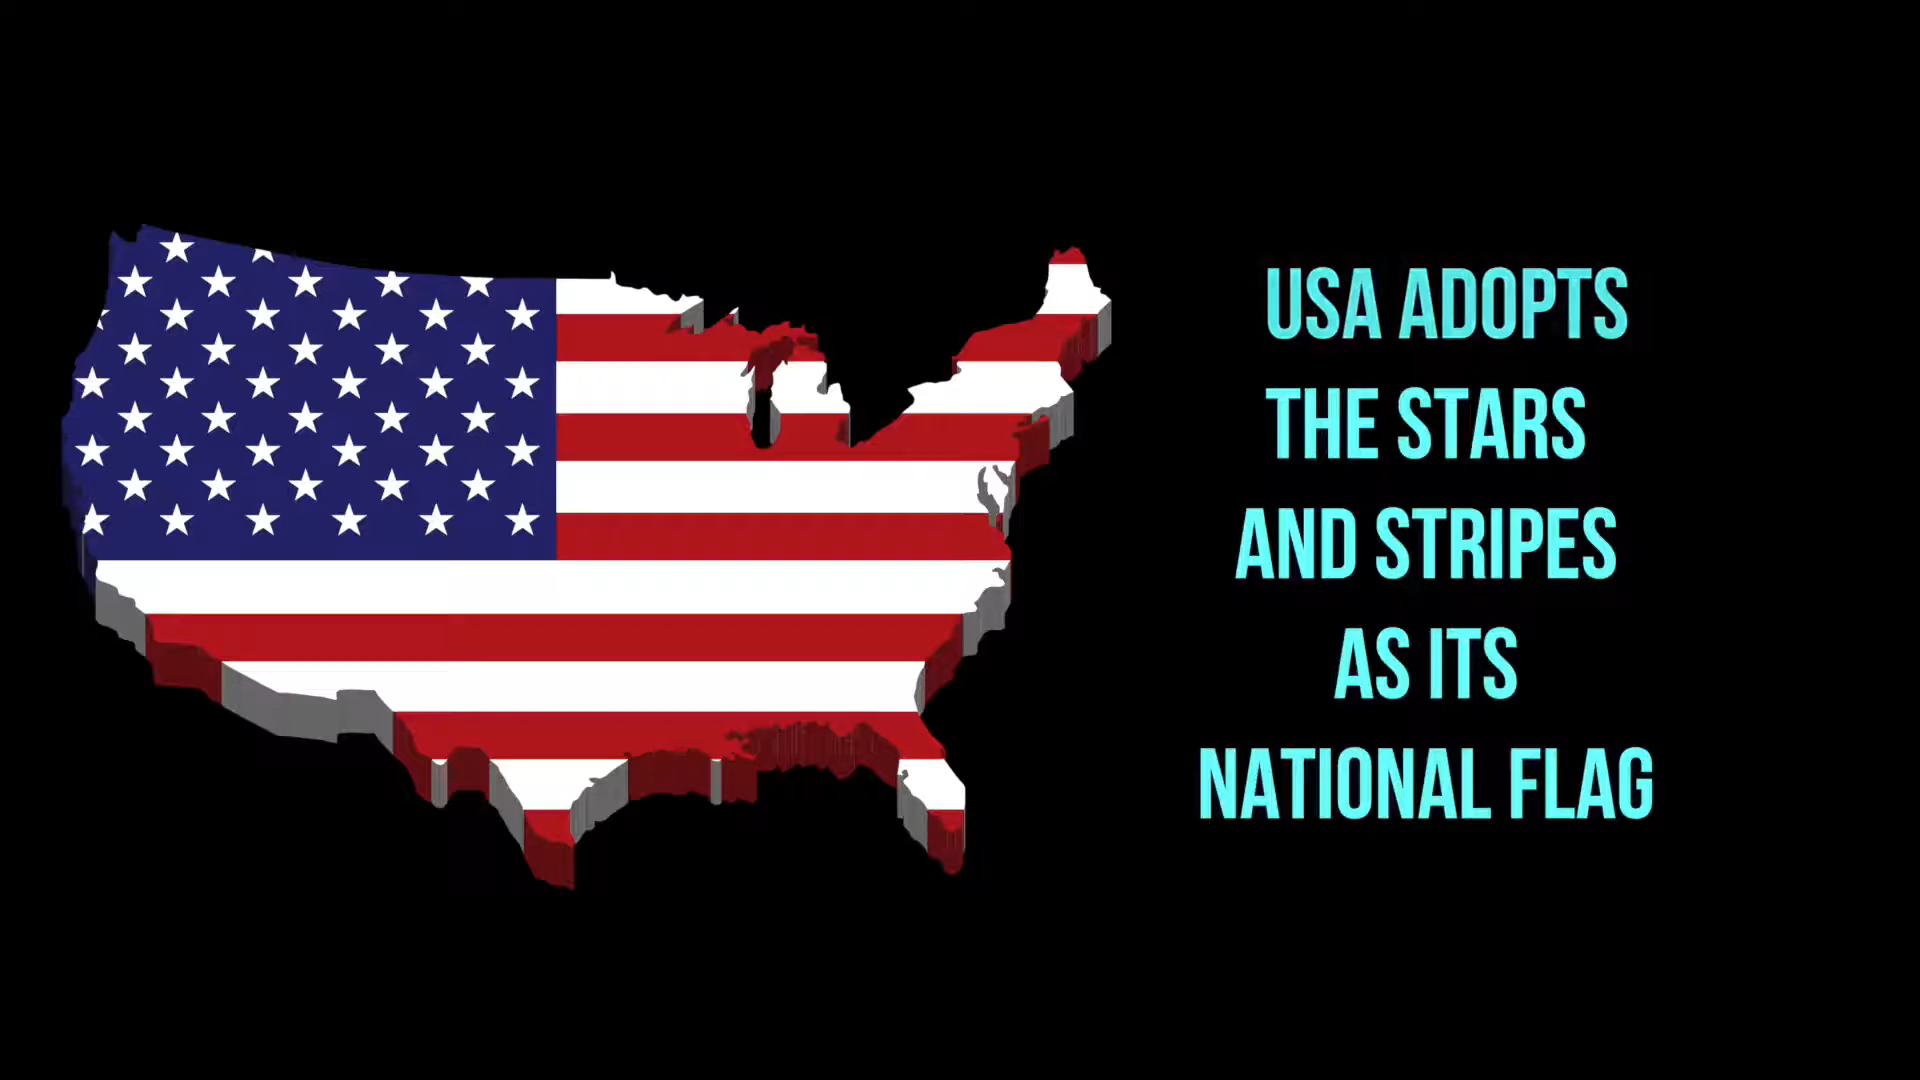 USA ADOPTS
THE STARS
AND STRIPES
AS ITS
NATIONAL FLAG